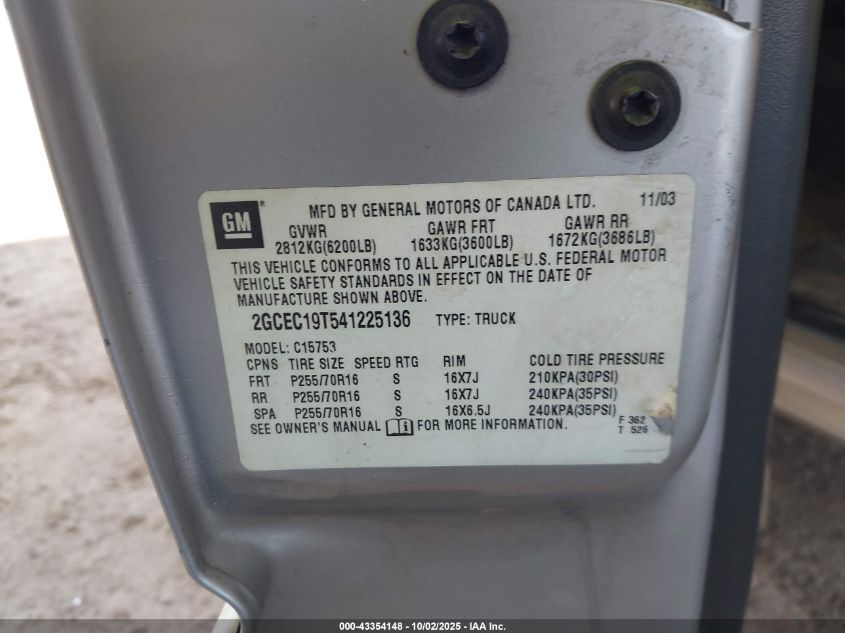 GM
MFD BY GENERAL MOTORS OF CANADA LTD. 11/03
GVWR GAWR FRT GAWR RR
2812KG(6200LB) 1633KG(3600LB) 1672KG(3686LB)
THIS VEHICLE CONFORMS TO ALL APPLICABLE U.S. FEDERAL MOTOR
VEHICLE SAFETY STANDARDS IN EFFECT ON THE DATE OF
MANUFACTURE SHOWN ABOVE.
2GCEC19T541225136 TYPE: TRUCK
MODEL: C15753
CPNS TIRE SIZE SPEED RTG RIM COLD TIRE PRESSURE
FRT P255/70R16 S 16X7J 210KPA(30PSI)
RR P255/70R16 S 16X7J 240KPA(35PSI)
SPA P255/70R16 S 16X6.5J 240KPA(35PSI)
SEE OWNER'S MANUAL FOR MORE INFORMATION. F 362
T 526
000-43354148 - 10/02/2025 - IAA Inc.